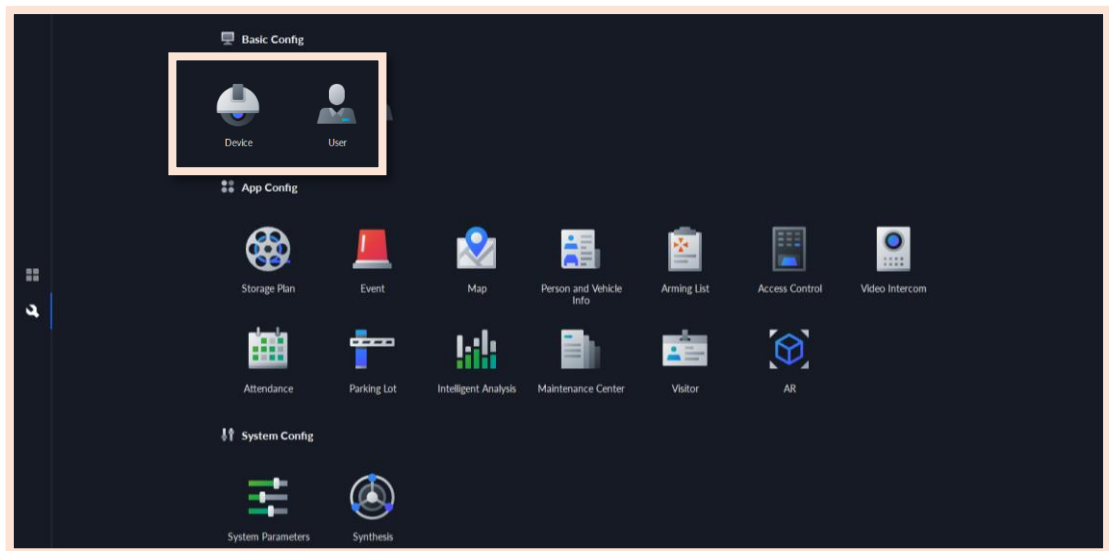 Basic Config
Device
User
App Config
Storage Plan
Event
Map
Person and Vehicle
Info
Arming List
Access Control
Video Intercom
Attendance
Parking Lot
Intelligent Analysis
Maintenance Center
Visitor
AR
System Config
System Parameters
Synthesis